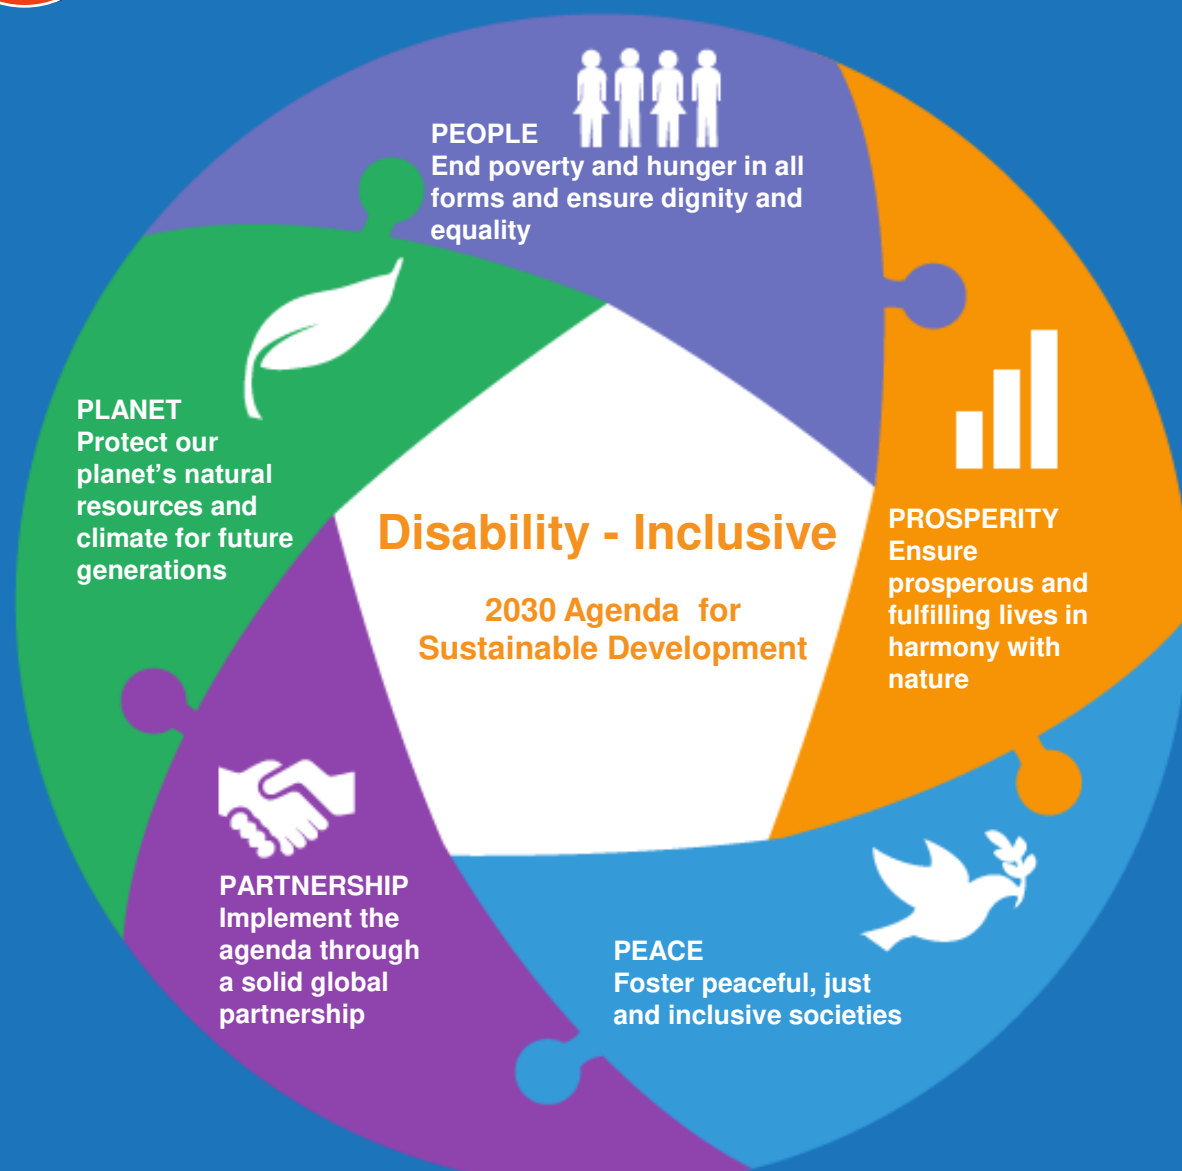 PEOPLE
End poverty and hunger in all
forms and ensure dignity and
equality
PROSPERITY
Ensure
prosperous and
fulfilling lives in
harmony with
nature
PEACE
Foster peaceful, just
and inclusive societies
PARTNERSHIP
Implement the
agenda through
a solid global
partnership
PLANET
Protect our
planet’s natural
resources and
climate for future
generations
Disability - Inclusive
2030 Agenda for
Sustainable Development